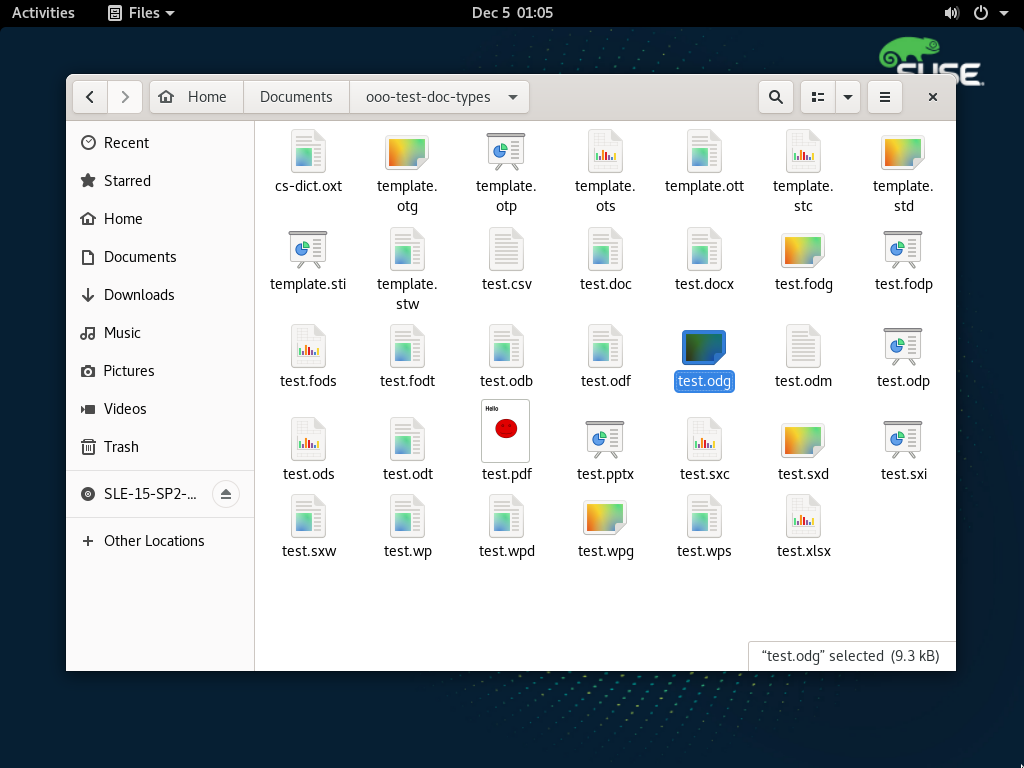 Activities Files Dec 5 01:05
SUSE
Home Documents ooo-test-doc-types
Recent
Starred
Home
Documents
Downloads
Music
Pictures
Videos
Trash
SLE-15-SP2-...
Other Locations
cs-dict.oxt template. template. template. template.ott template. template.
otg otp ots stc std
template.sti template. test.csv test.doc test.docx test.fodg test.fodp
stw
test.fods test.fodt test.odb test.odf test.odg test.odm test.odp
Hello
test.ods test.odt test.pdf test.pptx test.sxc test.sxd test.sxi
test.sxw test.wp test.wpd test.wpg test.wps test.xlsx
“test.odg” selected (9.3 kB)